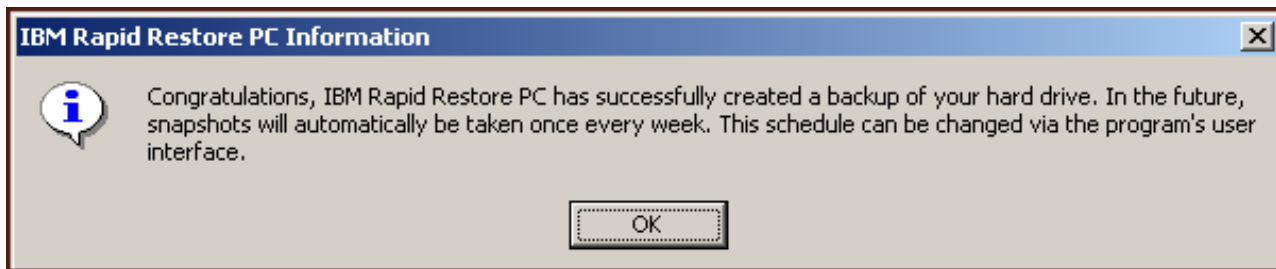 IBM Rapid Restore PC Information
Congratulations, IBM Rapid Restore PC has successfully created a backup of your hard drive. In the future,
snapshots will automatically be taken once every week. This schedule can be changed via the program's user
interface.
OK